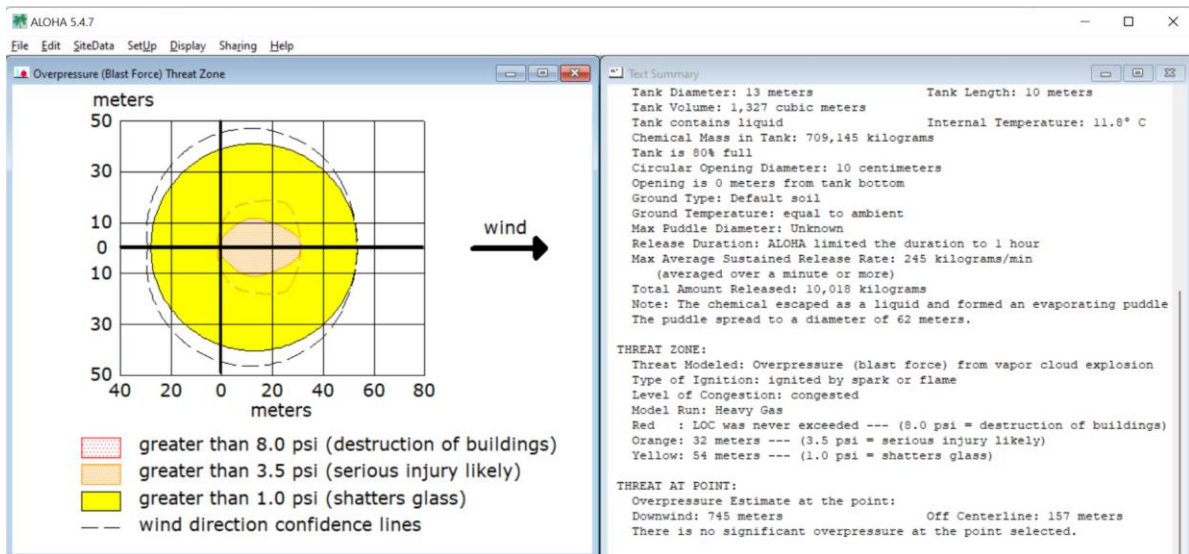 ALOHA 5.4.7
File Edit SiteData SetUp Display Sharing Help
Overpressure (Blast Force) Threat Zone
meters
50
30
10
0
10
30
50
40 20 0 20 40 60 80
meters
wind
greater than 8.0 psi (destruction of buildings)
greater than 3.5 psi (serious injury likely)
greater than 1.0 psi (shatters glass)
wind direction confidence lines
Text Summary
Tank Diameter: 13 meters Tank Length: 10 meters
Tank Volume: 1,327 cubic meters
Tank contains liquid Internal Temperature: 11.8° C
Chemical Mass in Tank: 709,145 kilograms
Tank is 80% full
Circular Opening Diameter: 10 centimeters
Opening is 0 meters from tank bottom
Ground Type: Default soil
Ground Temperature: equal to ambient
Max Puddle Diameter: Unknown
Release Duration: ALOHA limited the duration to 1 hour
Max Average Sustained Release Rate: 245 kilograms/min
(averaged over a minute or more)
Total Amount Released: 10,018 kilograms
Note: The chemical escaped as a liquid and formed an evaporating puddle
The puddle spread to a diameter of 62 meters.
THREAT ZONE:
Threat Modeled: Overpressure (blast force) from vapor cloud explosion
Type of Ignition: ignited by spark or flame
Level of Congestion: congested
Model Run: Heavy Gas
Red : LOC was never exceeded --- (8.0 psi = destruction of buildings)
Orange: 32 meters --- (3.5 psi = serious injury likely)
Yellow: 54 meters --- (1.0 psi = shatters glass)
THREAT AT POINT:
Overpressure Estimate at the point:
Downwind: 745 meters Off Centerline: 157 meters
There is no significant overpressure at the point selected.